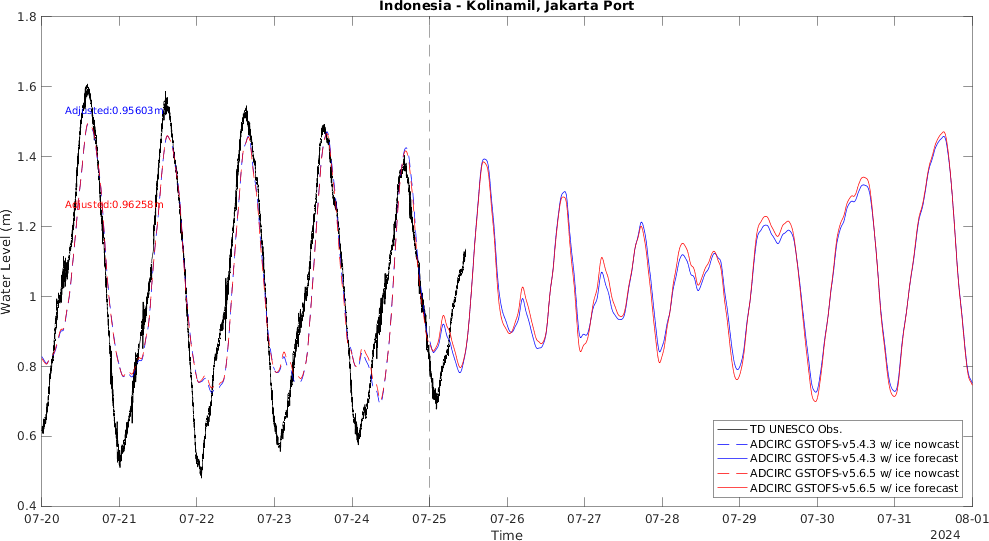 Indonesia - Kolinamil, Jakarta Port
Water Level (m)
1.8
1.6
1.4
1.2
1
0.8
0.6
0.4
Adjusted:0.95603m
Adjusted:0.96258m
TD UNESCO Obs.
ADCIRC GSTOFS-v5.4.3 w/ ice nowcast
ADCIRC GSTOFS-v5.4.3 w/ ice forecast
ADCIRC GSTOFS-v5.6.5 w/ ice nowcast
ADCIRC GSTOFS-v5.6.5 w/ ice forecast
07-20 07-21 07-22 07-23 07-24 07-25 07-26 07-27 07-28 07-29 07-30 07-31 08-01
Time
2024